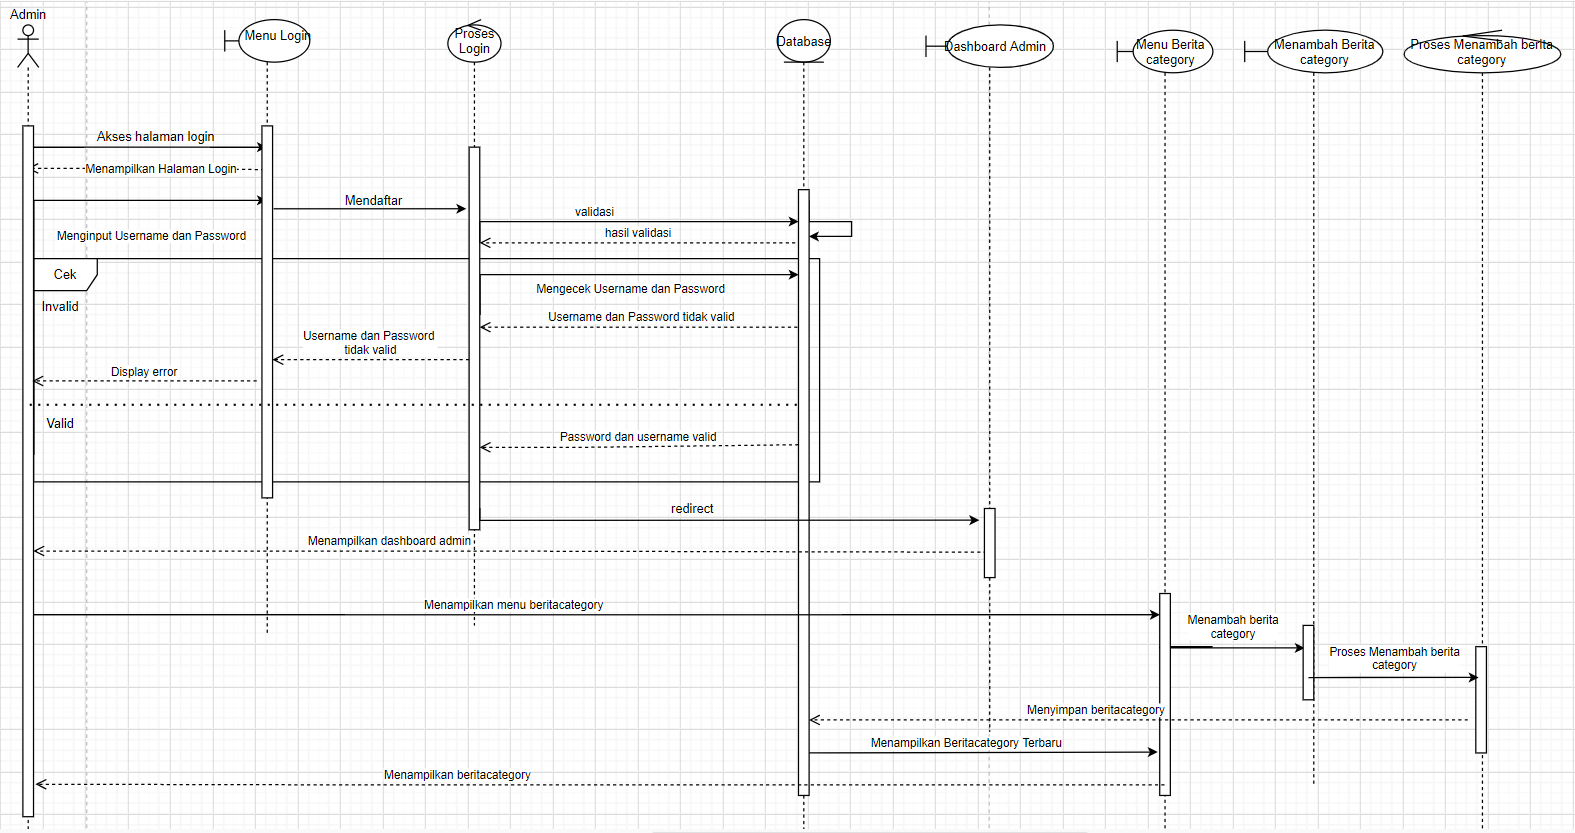 Admin
Menu Login
Proses
Login
Database
Dashboard Admin
Menu Berita
category
Menambah Berita
category
Proses Menambah berita
category
Akses halaman login
Menampilkan Halaman Login
Mendaftar
validasi
hasil validasi
Menginput Username dan Password
Cek
Mengecek Username dan Password
Invalid
Username dan Password tidak valid
Username dan Password
tidak valid
Display error
Valid
Password dan username valid
redirect
Menampilkan dashboard admin
Menampilkan menu beritacategory
Menambah berita
category
Proses Menambah berita
category
Menyimpan beritacategory
Menampilkan Beritacategory Terbaru
Menampilkan beritacategory